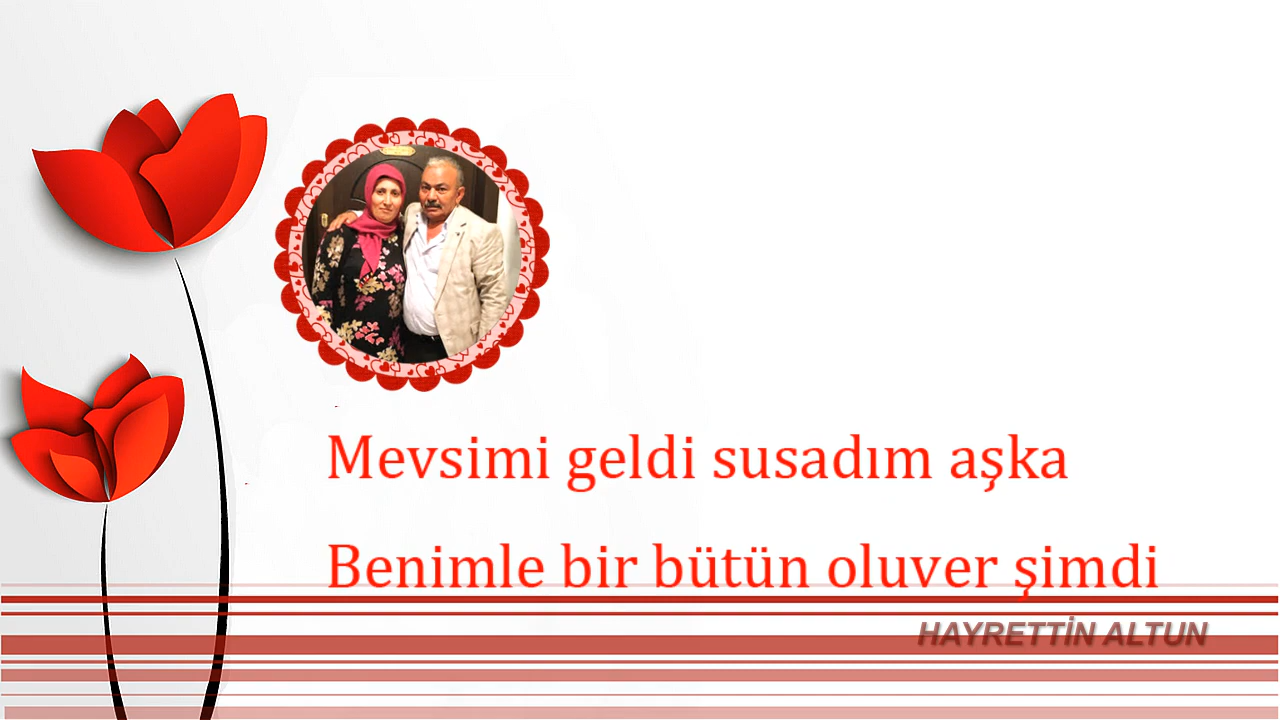 Mevsimi geldi susadım aşka
Benimle bir bütün oluver şimdi
HAYRETTİN ALTUN